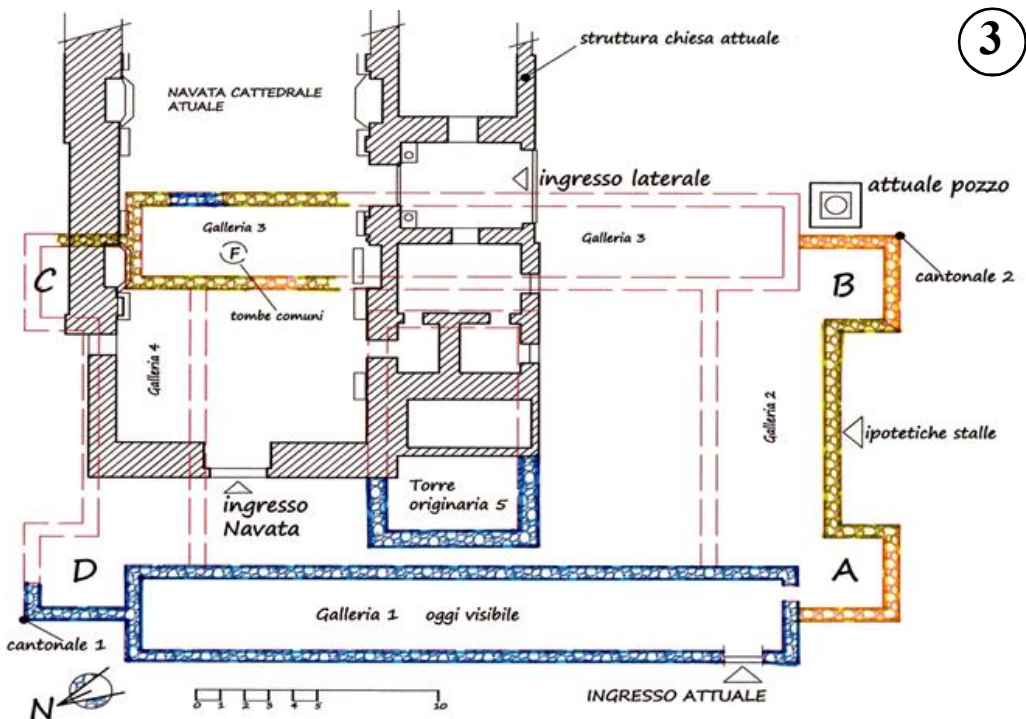 3
struttura chiesa attuale
NAVATA CATTEDRALE
ATUALE
ingresso laterale
attuale pozzo
Galleria 3
Galleria 3
F
C
B
cantonale 2
tombe comuni
Galleria 4
Galleria 2
ipotetiche stalle
Torre
originaria 5
ingresso
Navata
D
A
Galleria 1 oggi visibile
cantonale 1
N
0 1 2 3 4 5 10
INGRESSO ATTUALE